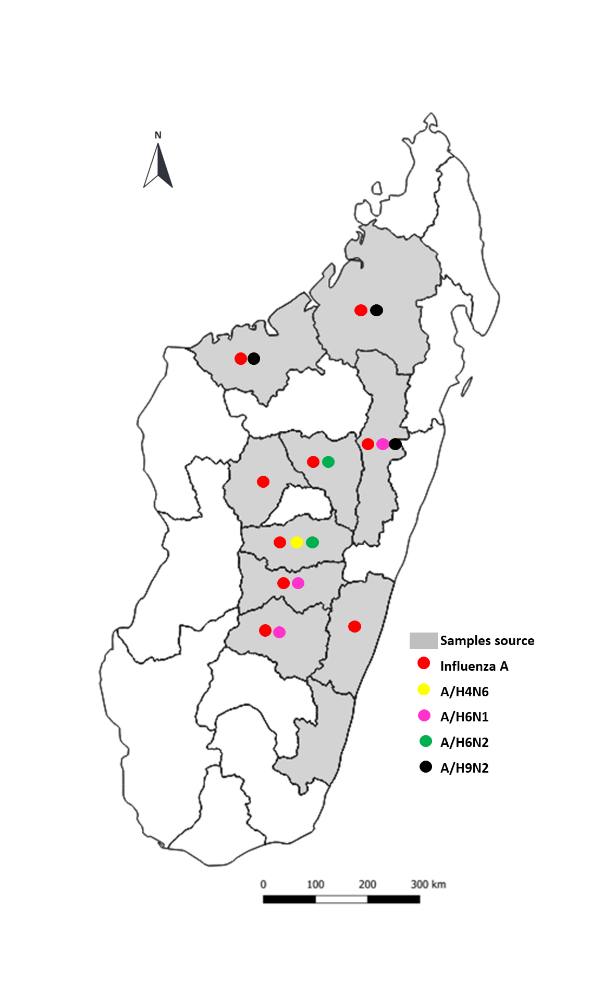 N
Samples source
Influenza A
A/H4N6
A/H6N1
A/H6N2
A/H9N2
0 100 200 300 km